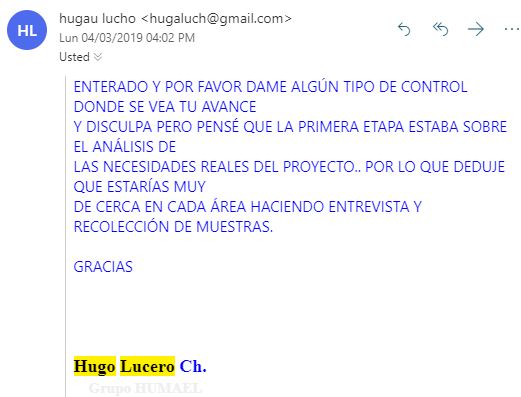 HL
hugau lucho <hugaluch@gmail.com>
Lun 04/03/2019 04:02 PM
Usted
ENTERADO Y POR FAVOR DAME ALGÚN TIPO DE CONTROL
DONDE SE VEA TU AVANCE
Y DISCULPA PERO PENSÉ QUE LA PRIMERA ETAPA ESTABA SOBRE
EL ANÁLISIS DE
LAS NECESIDADES REALES DEL PROYECTO.. POR LO QUE DEDUJE
QUE ESTARÍAS MUY
DE CERCA EN CADA ÁREA HACIENDO ENTREVISTA Y
RECOLECCIÓN DE MUESTRAS.
GRACIAS
Hugo Lucero Ch.
Grupo HUMAEL